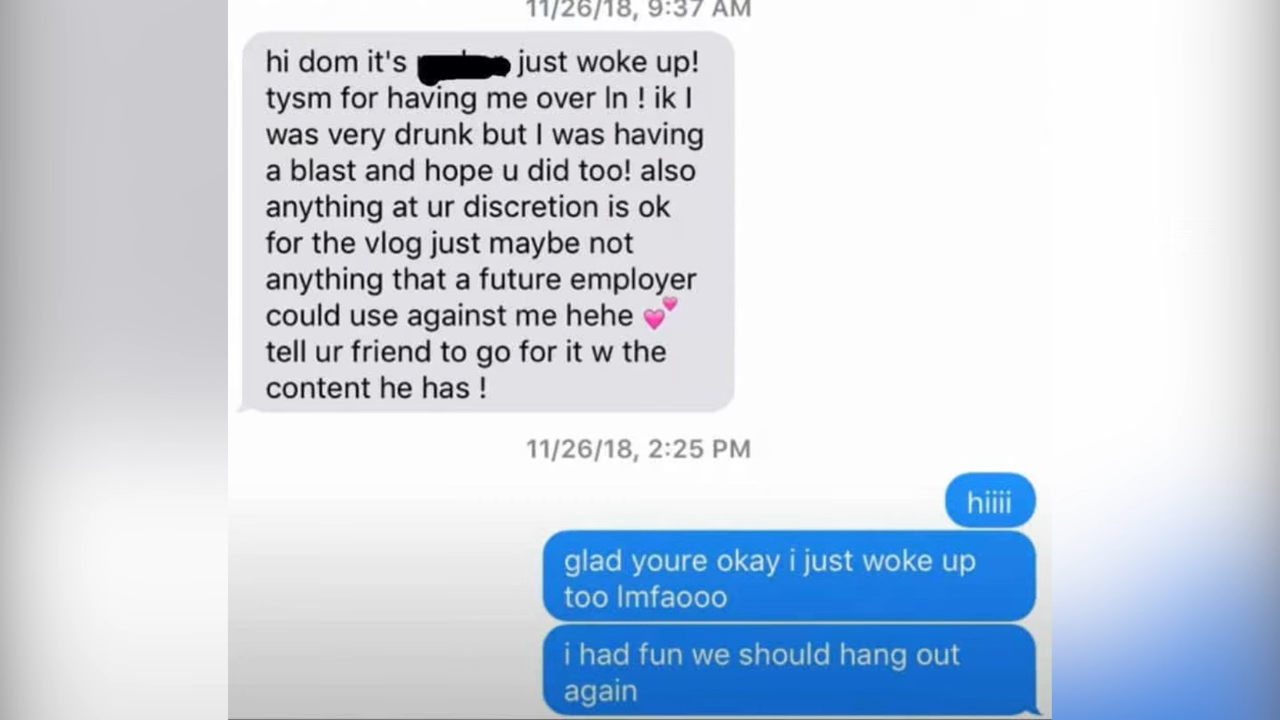 11/26/18, 9:37 AM
hi dom it's just woke up!
tysm for having me over ln ! ik I
was very drunk but I was having
a blast and hope u did too! also
anything at ur discretion is ok
for the vlog just maybe not
anything that a future employer
could use against me hehe 💕
tell ur friend to go for it w the
content he has !
11/26/18, 2:25 PM
hiiii
glad youre okay i just woke up
too lmfaooo
i had fun we should hang out
again